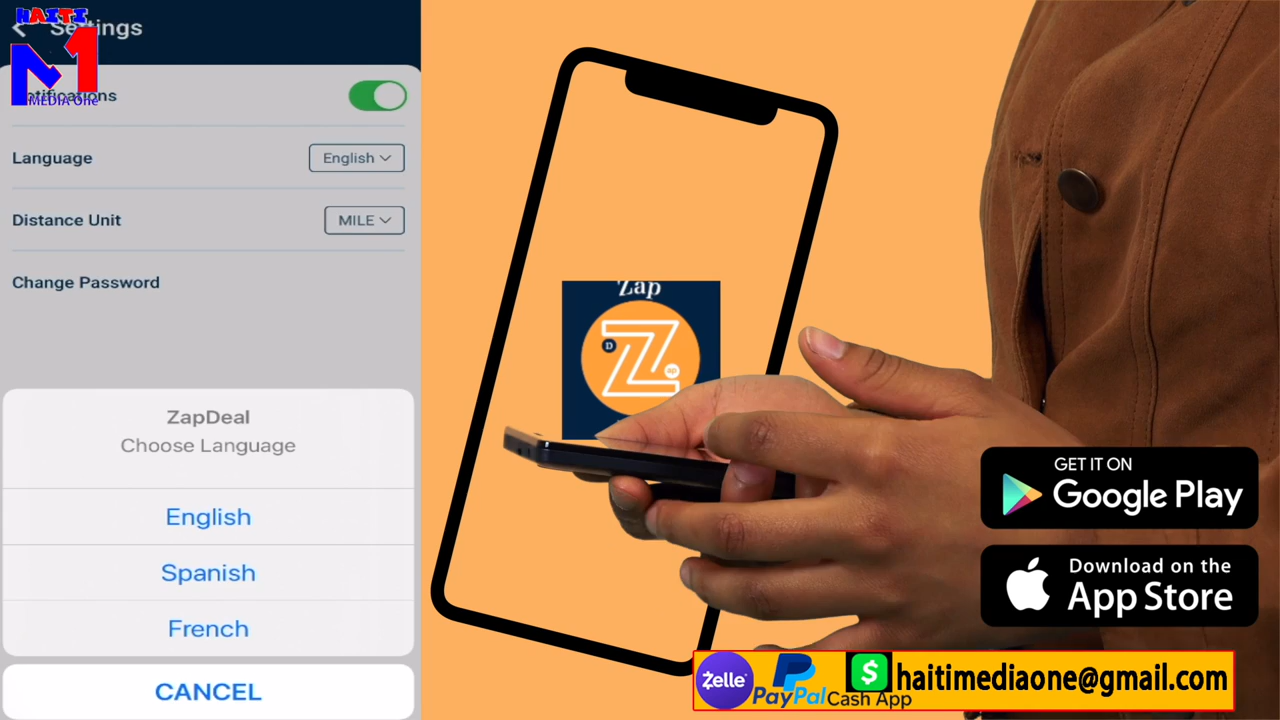 HAITI
MEDIA One
Settings
Notifications
Language
English
Distance Unit
MILE
Change Password
ZapDeal
Choose Language
English
Spanish
French
CANCEL
Zap
Z
D
zap
GET IT ON
Google Play
Download on the
App Store
Zelle
PayPal
$
Cash App
haitimediaone@gmail.com